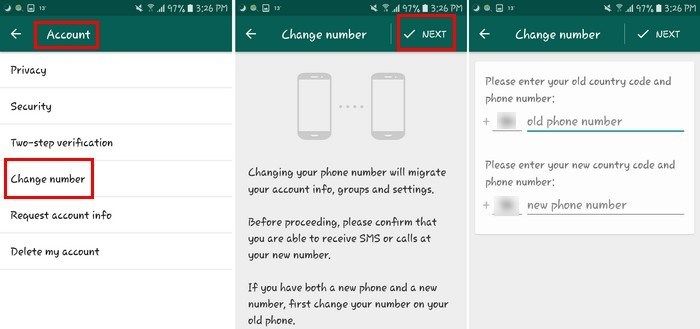 13° 97% 3:26 PM
← Account
Privacy
Security
Two-step verification
Change number
Request account info
Delete my account
13° 97% 3:26 PM
← Change number ✓ NEXT
Changing your phone number will migrate
your account info, groups and settings.
Before proceeding, please confirm that
you are able to receive SMS or calls at
your new number.
If you have both a new phone and a new
number, first change your number on your
old phone.
13° 97% 3:26 PM
← Change number ✓ NEXT
Please enter your old country code and
phone number:
+ old phone number
Please enter your new country code and
phone number:
+ new phone number